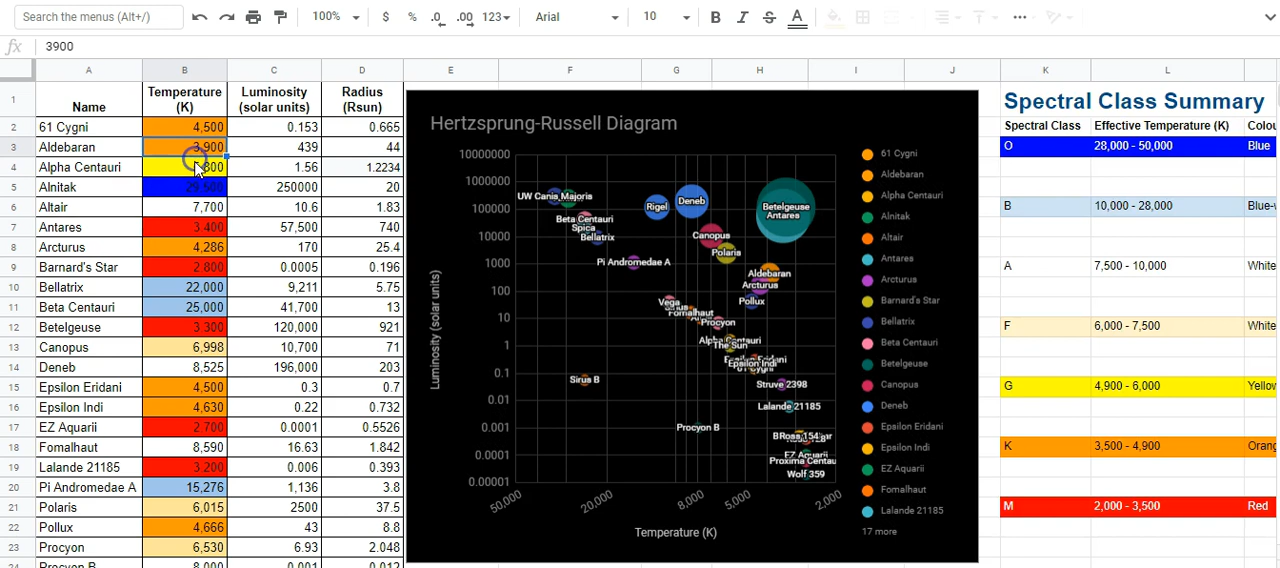 Search the menus (Alt+/)
100%
$ % .0 .00 123
Arial
10
B I S A
fx 3900
A B C D E F G H I J K L
1 Name Temperature (K) Luminosity (solar units) Radius (Rsun)
2 61 Cygni 4,500 0.153 0.665
3 Aldebaran 3,900 439 44
4 Alpha Centauri 800 1.56 1.2234
5 Alnitak 29,500 250000 20
6 Altair 7,700 10.6 1.83
7 Antares 3,400 57,500 740
8 Arcturus 4,286 170 25.4
9 Barnard's Star 2,800 0.0005 0.196
10 Bellatrix 22,000 9,211 5.75
11 Beta Centauri 25,000 41,700 13
12 Betelgeuse 3,300 120,000 921
13 Canopus 6,998 10,700 71
14 Deneb 8,525 196,000 203
15 Epsilon Eridani 4,500 0.3 0.7
16 Epsilon Indi 4,630 0.22 0.732
17 EZ Aquarii 2,700 0.0001 0.5526
18 Fomalhaut 8,590 16.63 1.842
19 Lalande 21185 3,200 0.006 0.393
20 Pi Andromedae A 15,276 1,136 3.8
21 Polaris 6,015 2500 37.5
22 Pollux 4,666 43 8.8
23 Procyon 6,530 6.93 2.048
24 Procyon B 8,000 0.001 0.012
Hertzsprung-Russell Diagram
Luminosity (solar units)
10000000
1000000
100000
10000
1000
100
10
1
0.1
0.01
0.001
0.0001
0.00001
UW Canis Majoris
Beta Centauri
Spica
Bellatrix
Rigel
Deneb
Betelgeuse
Antares
Canopus
Polaris
Pi Andromedae A
Aldebaran
Arcturus
Pollux
Vega
Fomalhaut
Procyon
Alpha Centauri
The Sun
Epsilon Eridani
Epsilon Indi
Sirus B
Struve 2398
Lalande 21185
Procyon B
EZ Aquarii
Proxima Centau
Wolf 359
50,000 20,000 8,000 5,000 2,000
Temperature (K)
61 Cygni
Aldebaran
Alpha Centauri
Alnitak
Altair
Antares
Arcturus
Barnard's Star
Bellatrix
Beta Centauri
Betelgeuse
Canopus
Deneb
Epsilon Eridani
Epsilon Indi
EZ Aquarii
Fomalhaut
Lalande 21185
17 more
Spectral Class Summary
Spectral Class Effective Temperature (K) Colou
O 28,000 - 50,000 Blue
B 10,000 - 28,000 Blue-w
A 7,500 - 10,000 White
F 6,000 - 7,500 White
G 4,900 - 6,000 Yellow
K 3,500 - 4,900 Orang
M 2,000 - 3,500 Red